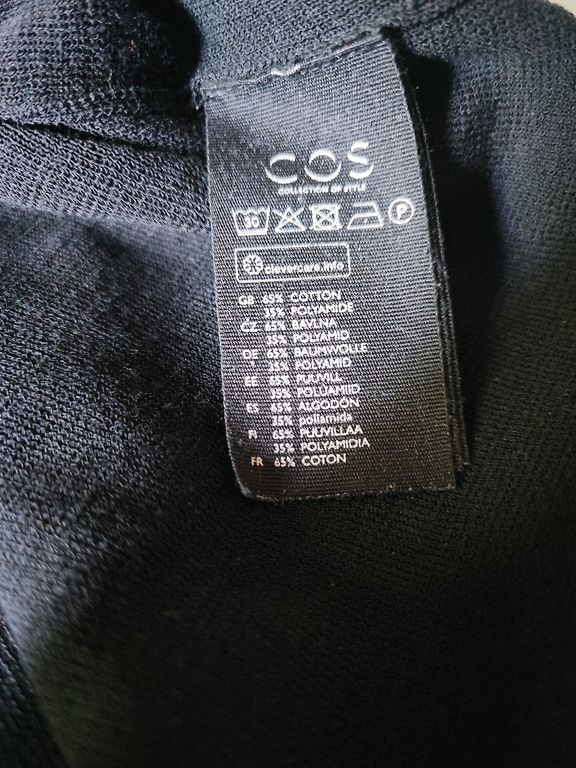 COS
COLLECTION OF STYLE
30
P
clevercare.info
GB 65% COTTON
35% POLYAMIDE
CZ 65% BAVLNA
35% POLYAMID
DE 65% BAUMWOLLE
35% POLYAMID
EE 65% PUUVILL
35% POLÜAMIID
ES 65% ALGODÓN
35% poliamida
FI 65% PUUVILLAA
35% POLYAMIDIA
FR 65% COTON